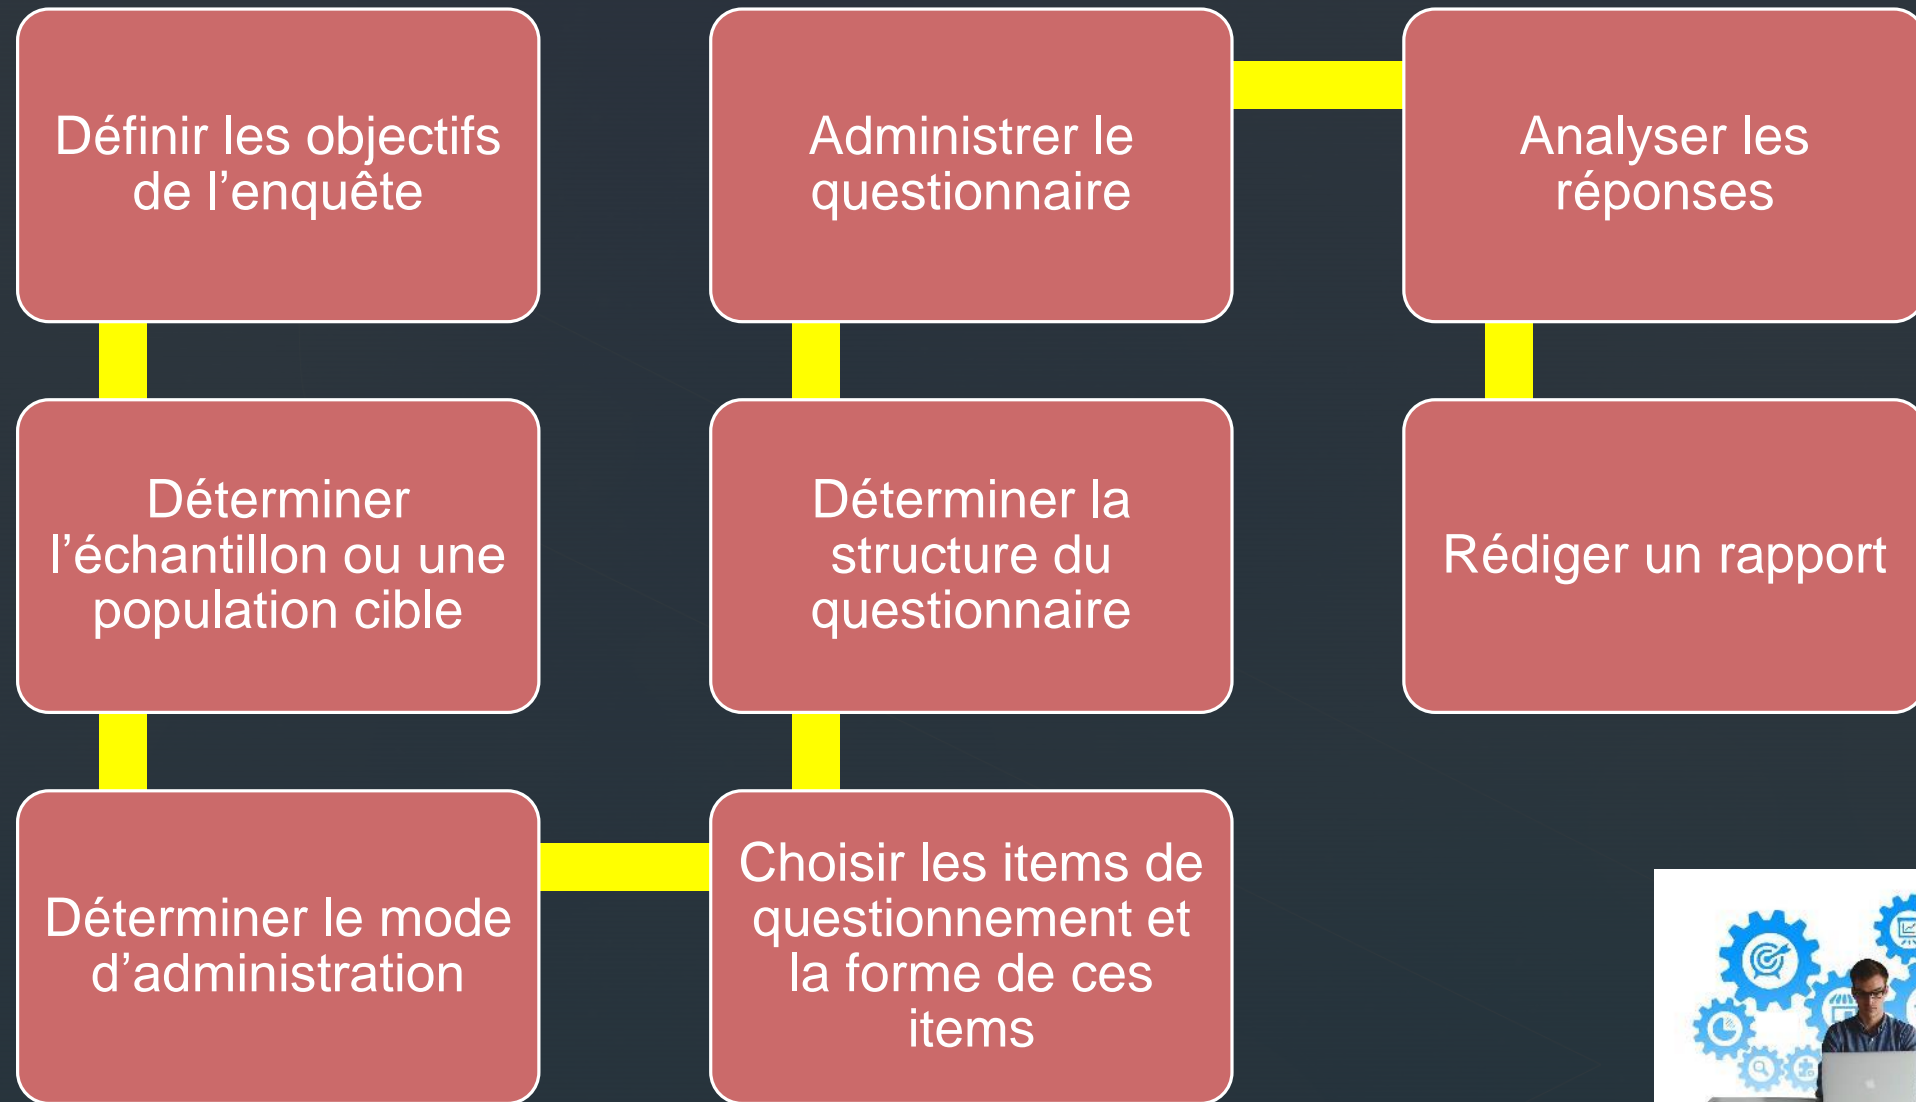 Définir les objectifs
de l’enquête
Déterminer
l’échantillon ou une
population cible
Déterminer le mode
d’administration
Choisir les items de
questionnement et
la forme de ces
items
Déterminer la
structure du
questionnaire
Administrer le
questionnaire
Analyser les
réponses
Rédiger un rapport